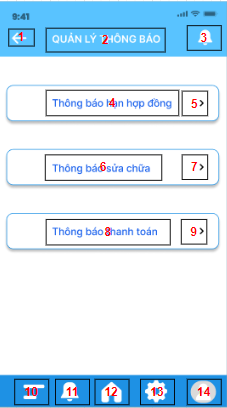 9:41
1 QUẢN LÝ THÔNG BÁO 2 3
Thông báo hạn hợp đồng 4 5
Thông báo sửa chữa 6 7
Thông báo thanh toán 8 9
10 11 12 13 14